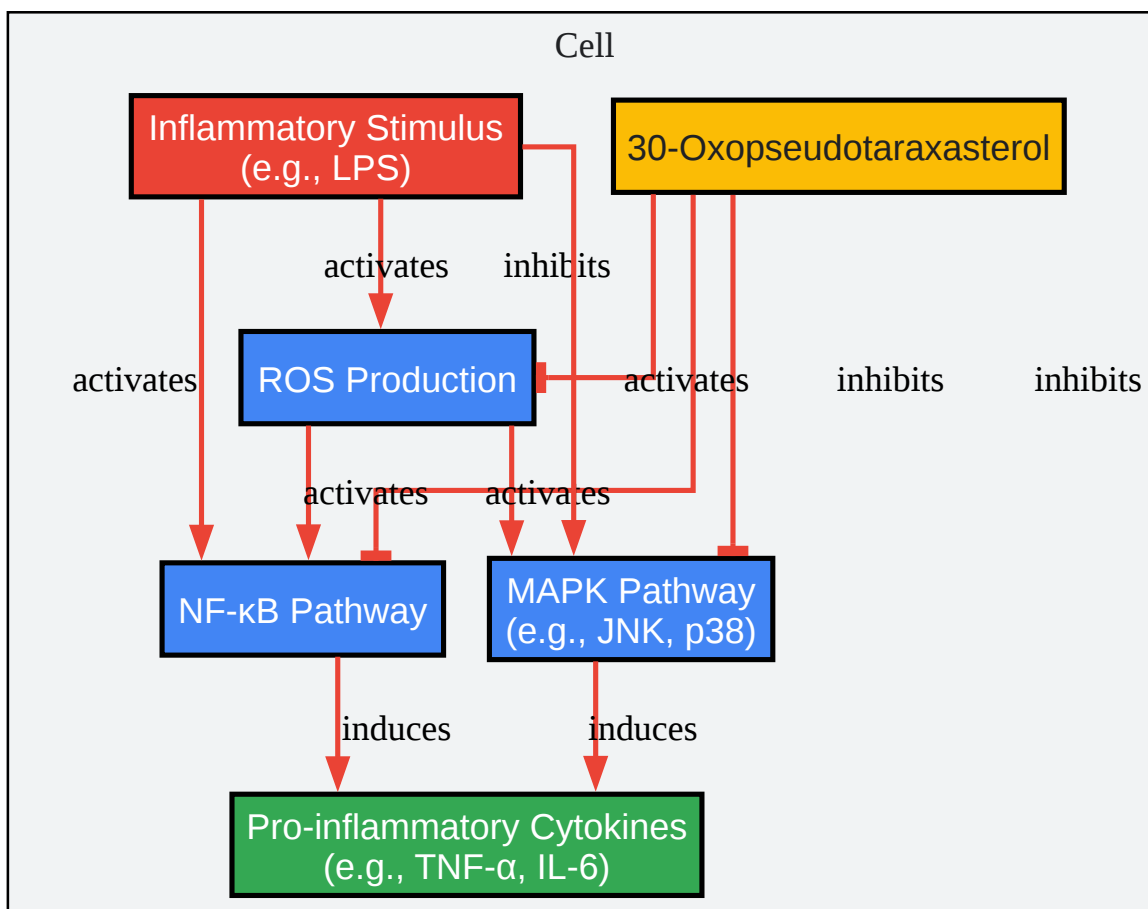 Cell
Inflammatory Stimulus
(e.g., LPS)
30-Oxopseudotaraxasterol
activates
inhibits
activates
ROS Production
activates
inhibits
inhibits
activates
activates
NF-κB Pathway
MAPK Pathway
(e.g., JNK, p38)
induces
induces
Pro-inflammatory Cytokines
(e.g., TNF-α, IL-6)